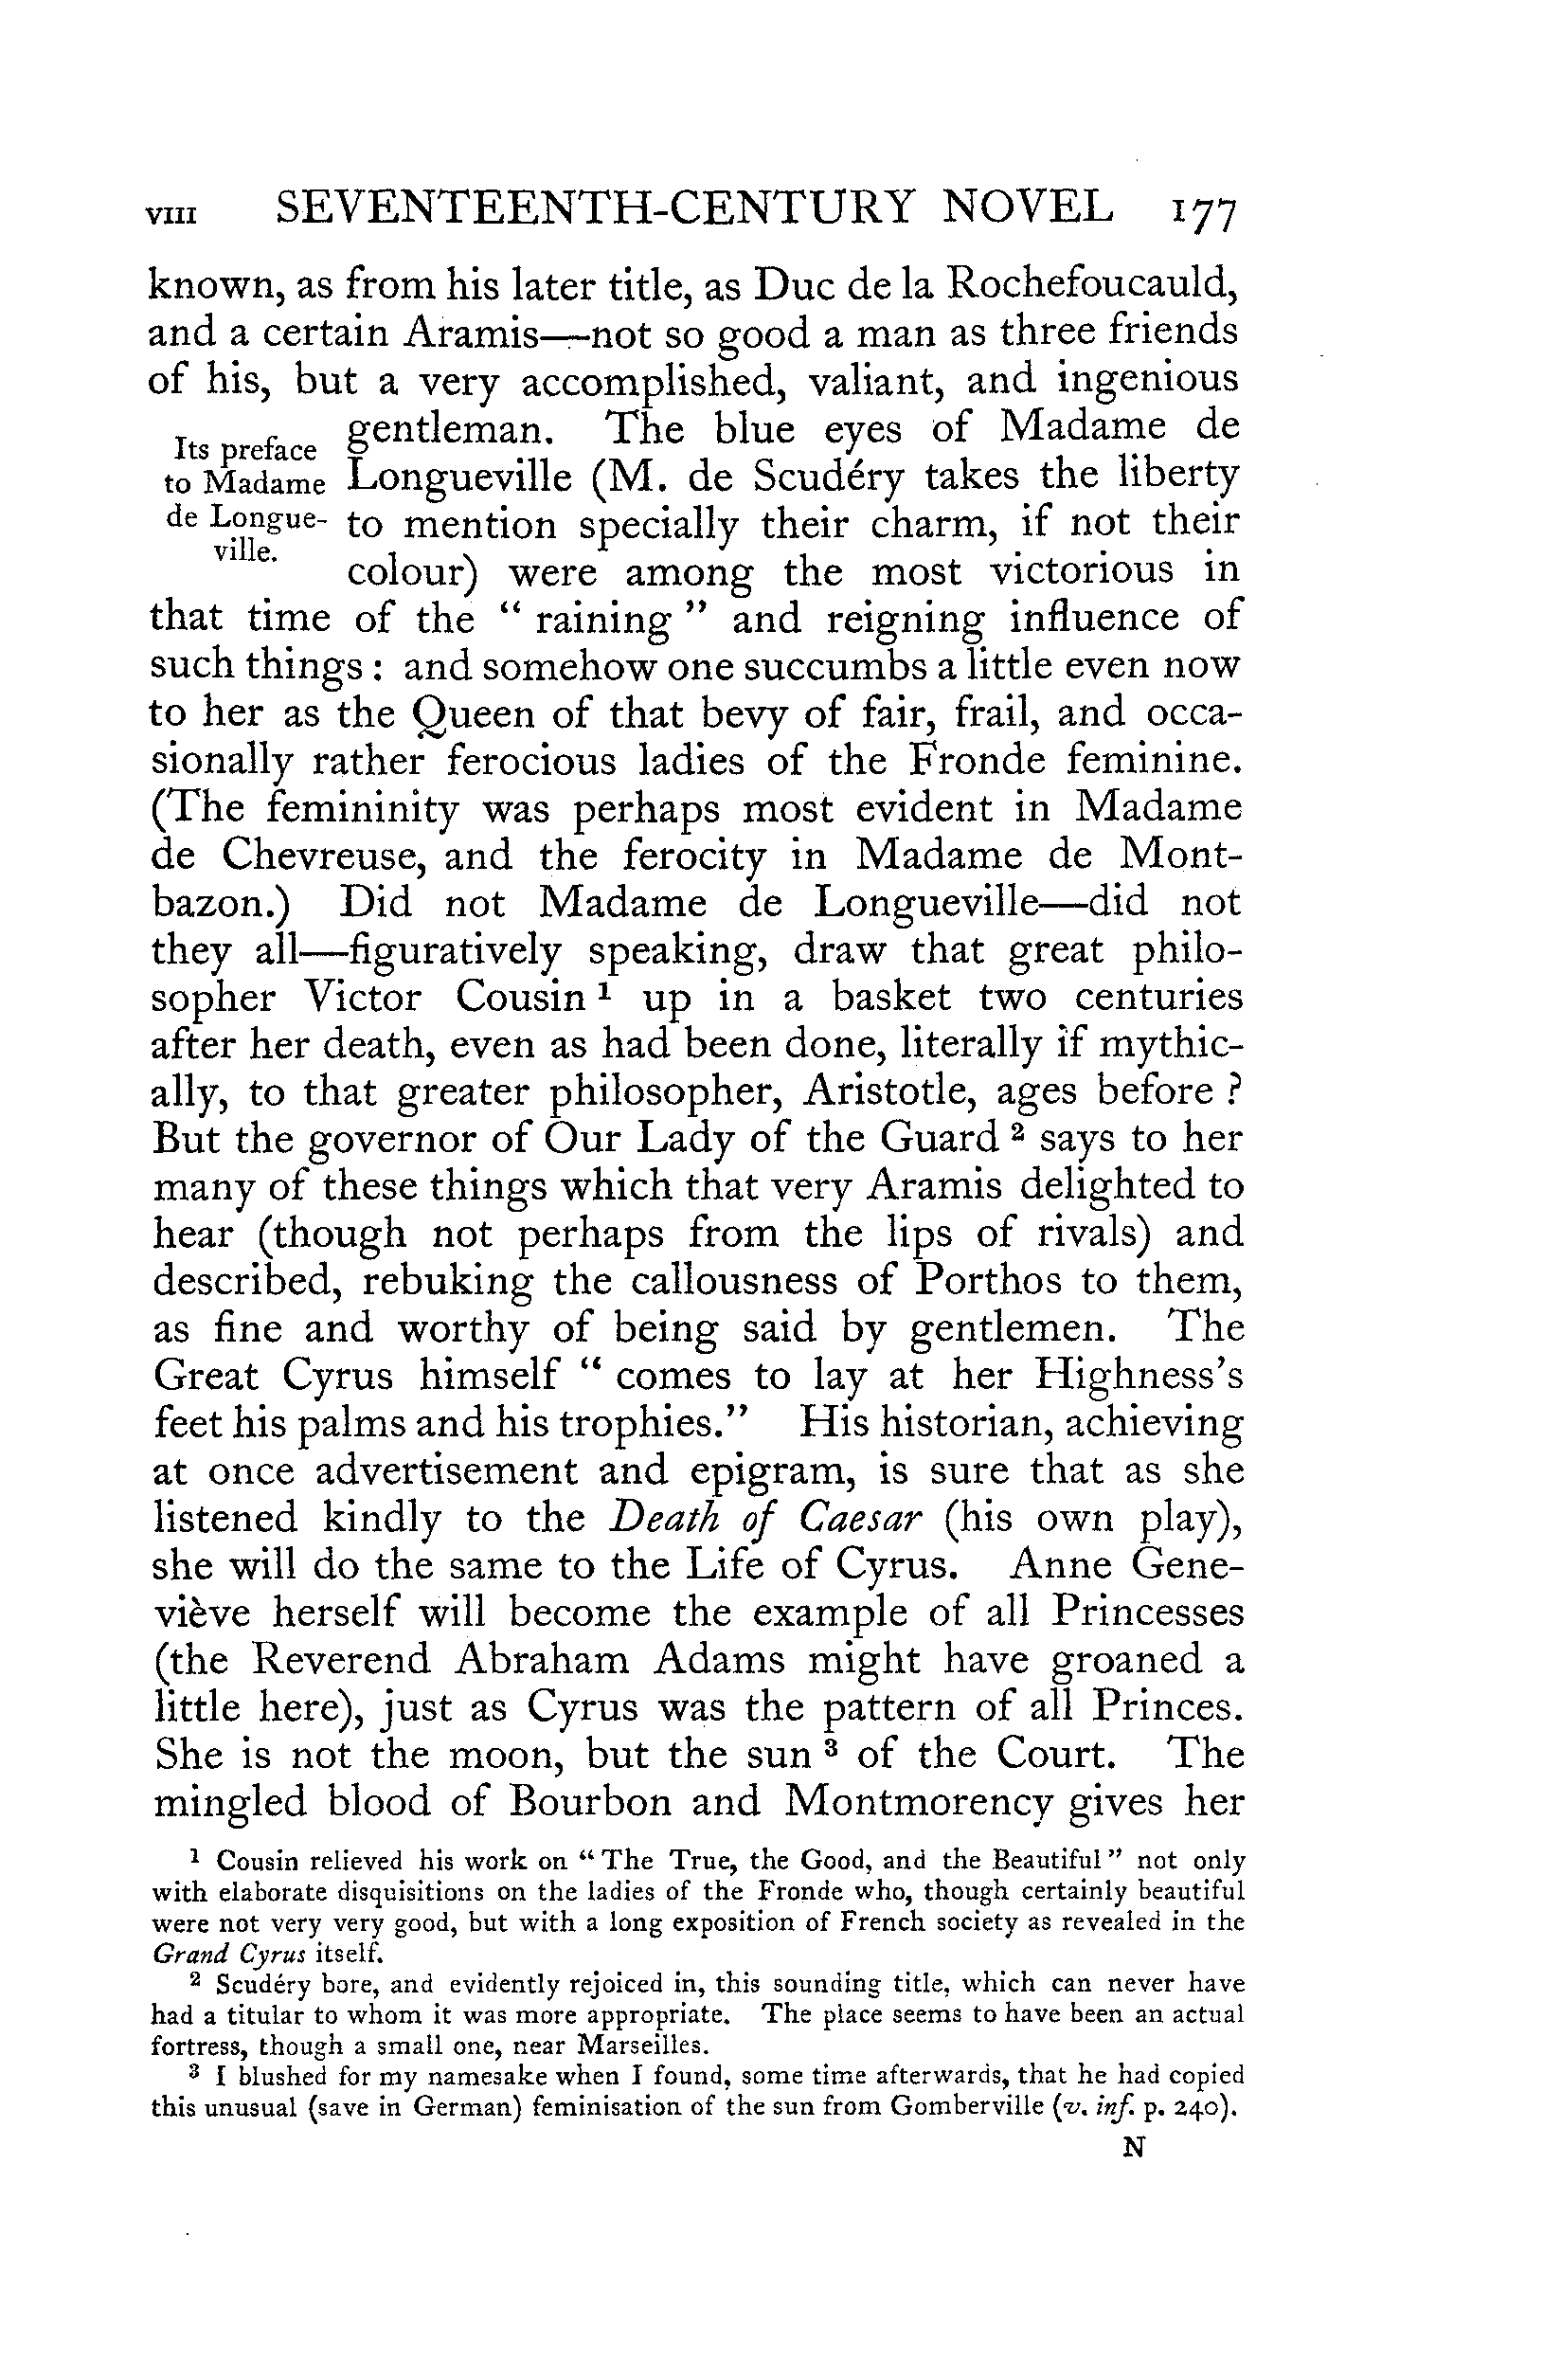 VIII SEVENTEENTH-CENTURY NOVEL 177
known, as from his later title, as Duc de la Rochefoucauld,
and a certain Aramis—not so good a man as three friends
of his, but a very accomplished, valiant, and ingenious
gentleman. The blue eyes of Madame de
Its preface
Longueville (M. de Scudéry takes the liberty
to Madame
to mention specially their charm, if not their
de Longue-
ville.
colour) were among the most victorious in
that time of the “ raining ” and reigning influence of
such things : and somehow one succumbs a little even now
to her as the Queen of that bevy of fair, frail, and occa-
sionally rather ferocious ladies of the Fronde feminine.
(The femininity was perhaps most evident in Madame
de Chevreuse, and the ferocity in Madame de Mont-
bazon.) Did not Madame de Longueville—did not
they all—figuratively speaking, draw that great philo-
sopher Victor Cousin ¹ up in a basket two centuries
after her death, even as had been done, literally if mythic-
ally, to that greater philosopher, Aristotle, ages before ?
But the governor of Our Lady of the Guard ² says to her
many of these things which that very Aramis delighted to
hear (though not perhaps from the lips of rivals) and
described, rebuking the callousness of Porthos to them,
as fine and worthy of being said by gentlemen. The
Great Cyrus himself “ comes to lay at her Highness’s
feet his palms and his trophies.” His historian, achieving
at once advertisement and epigram, is sure that as she
listened kindly to the Death of Caesar (his own play),
she will do the same to the Life of Cyrus. Anne Gene-
viève herself will become the example of all Princesses
(the Reverend Abraham Adams might have groaned a
little here), just as Cyrus was the pattern of all Princes.
She is not the moon, but the sun ³ of the Court. The
mingled blood of Bourbon and Montmorency gives her
¹ Cousin relieved his work on “ The True, the Good, and the Beautiful ” not only
with elaborate disquisitions on the ladies of the Fronde who, though certainly beautiful
were not very very good, but with a long exposition of French society as revealed in the
Grand Cyrus itself.
² Scudéry bore, and evidently rejoiced in, this sounding title, which can never have
had a titular to whom it was more appropriate. The place seems to have been an actual
fortress, though a small one, near Marseilles.
³ I blushed for my namesake when I found, some time afterwards, that he had copied
this unusual (save in German) feminisation of the sun from Gomberville (v. inf. p. 240).
N